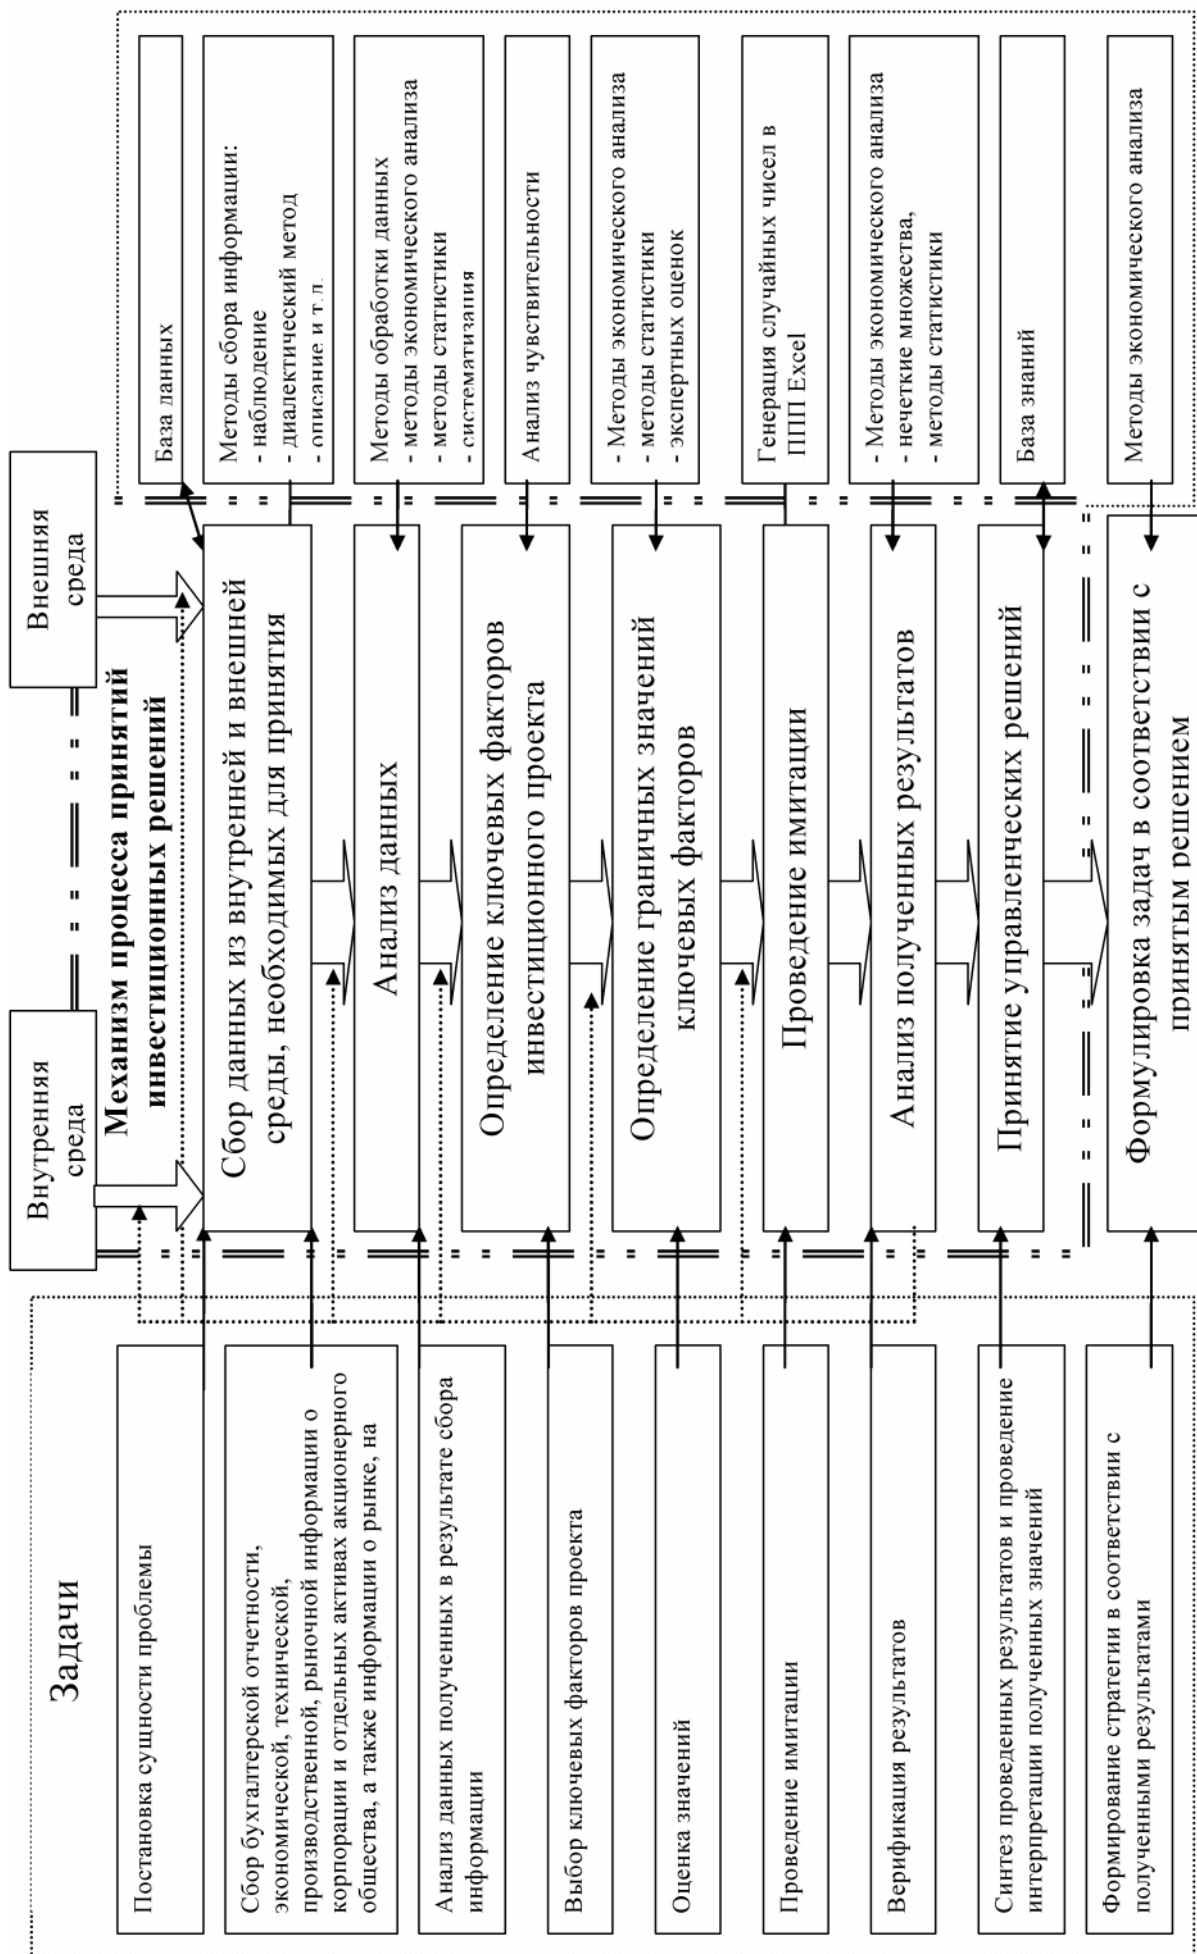 Задачи
Постановка сущности проблемы
Сбор бухгалтерской отчетности,
экономической, технической,
производственной, рыночной информации о
корпорации и отдельных активах акционерного
общества, а также информации о рынке, на
Анализ данных полученных в результате сбора
информации
Выбор ключевых факторов проекта
Оценка значений
Проведение имитации
Верификация результатов
Синтез проведенных результатов и проведение
интерпретации полученных значений
Формирование стратегии в соответствии с
полученными результатами
Внутренняя
среда
Внешняя
среда
Механизм процесса принятий
инвестиционных решений
Сбор данных из внутренней и внешней
среды, необходимых для принятия
Анализ данных
Определение ключевых факторов
инвестиционного проекта
Определение граничных значений
ключевых факторов
Проведение имитации
Анализ полученных результатов
Принятие управленческих решений
Формулировка задач в соответствии с
принятым решением
База данных
Методы сбора информации:
- наблюдение
- диалектический метод
- описание и т.д.
Методы обработки данных
- методы экономического анализа
- методы статистики
- систематизация
Анализ чувствительности
- Методы экономического анализа
- методы статистики
- экспертных оценок
Генерация случайных чисел в
ППП Excel
- Методы экономического анализа
- нечеткие множества,
- методы статистики
База знаний
Методы экономического анализа